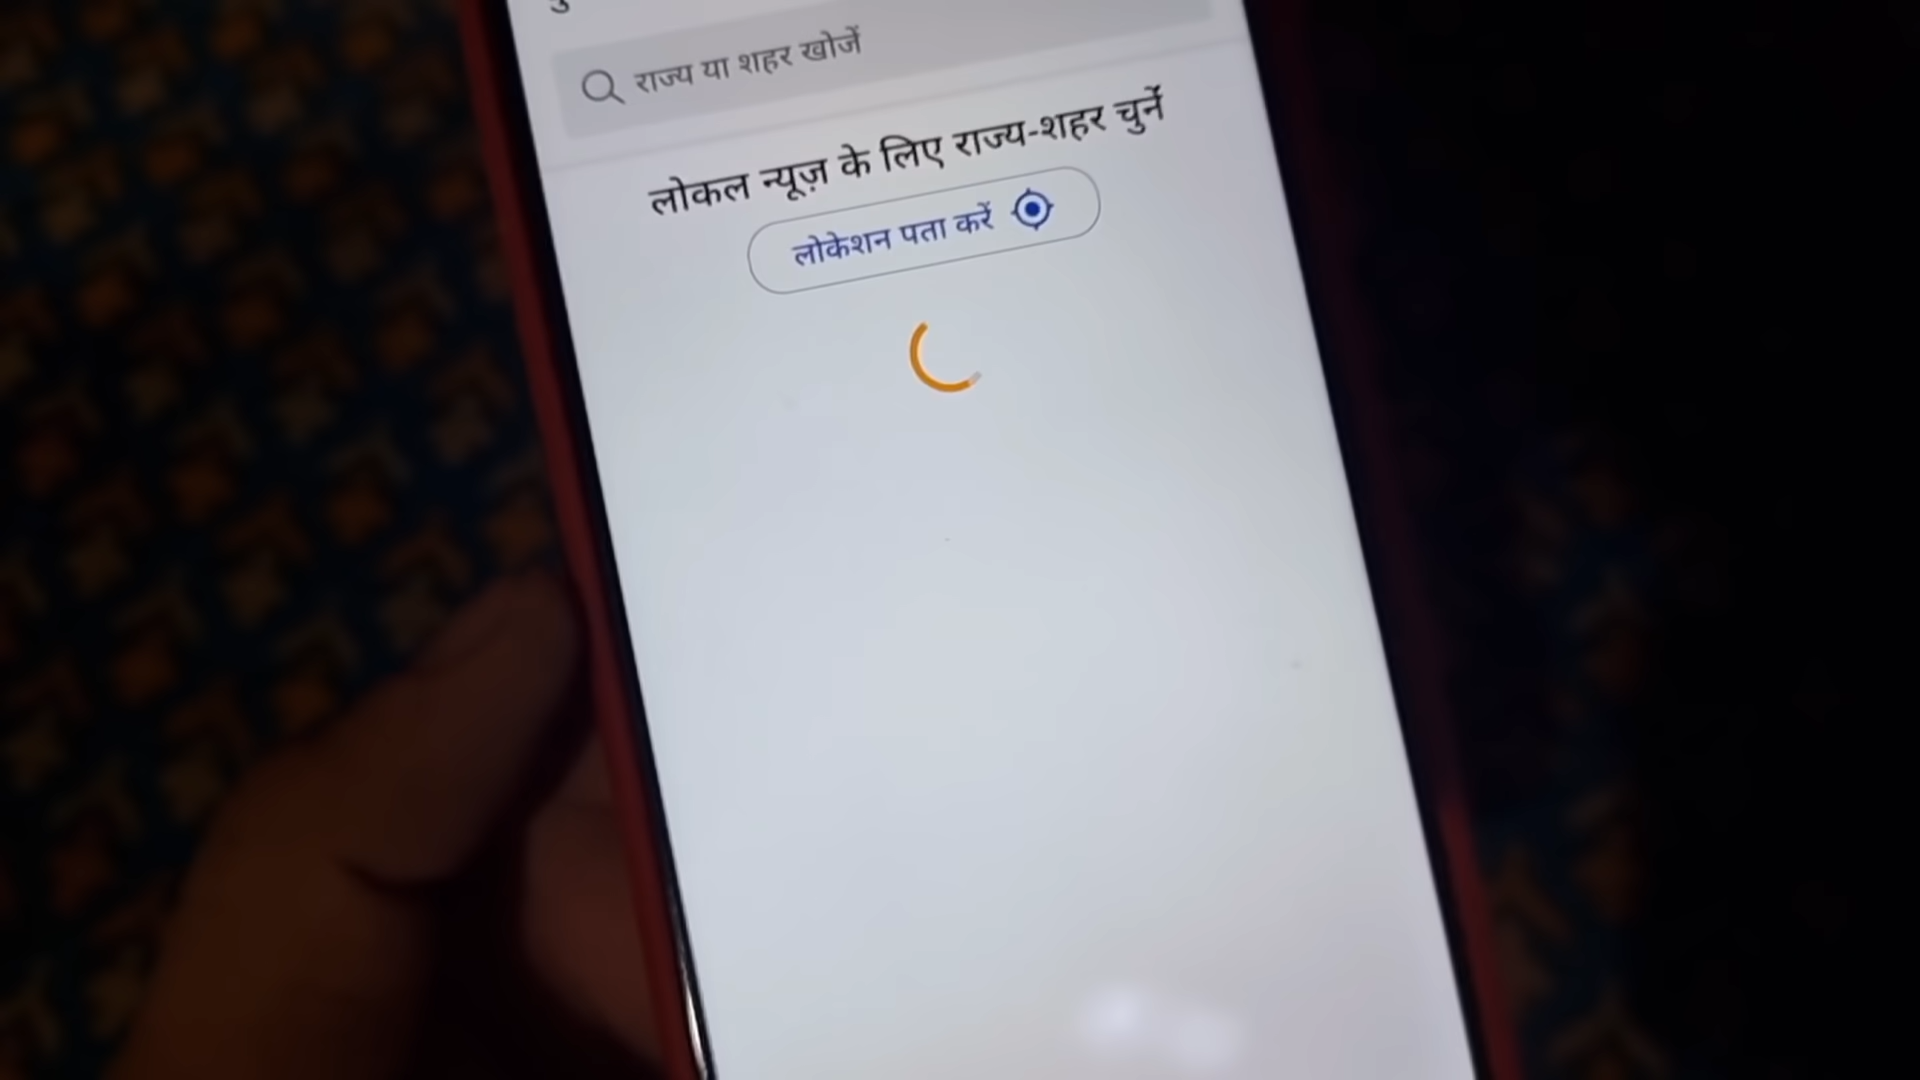 राज्य या शहर खोजें
लोकल न्यूज़ के लिए राज्य-शहर चुनें
लोकेशन पता करें